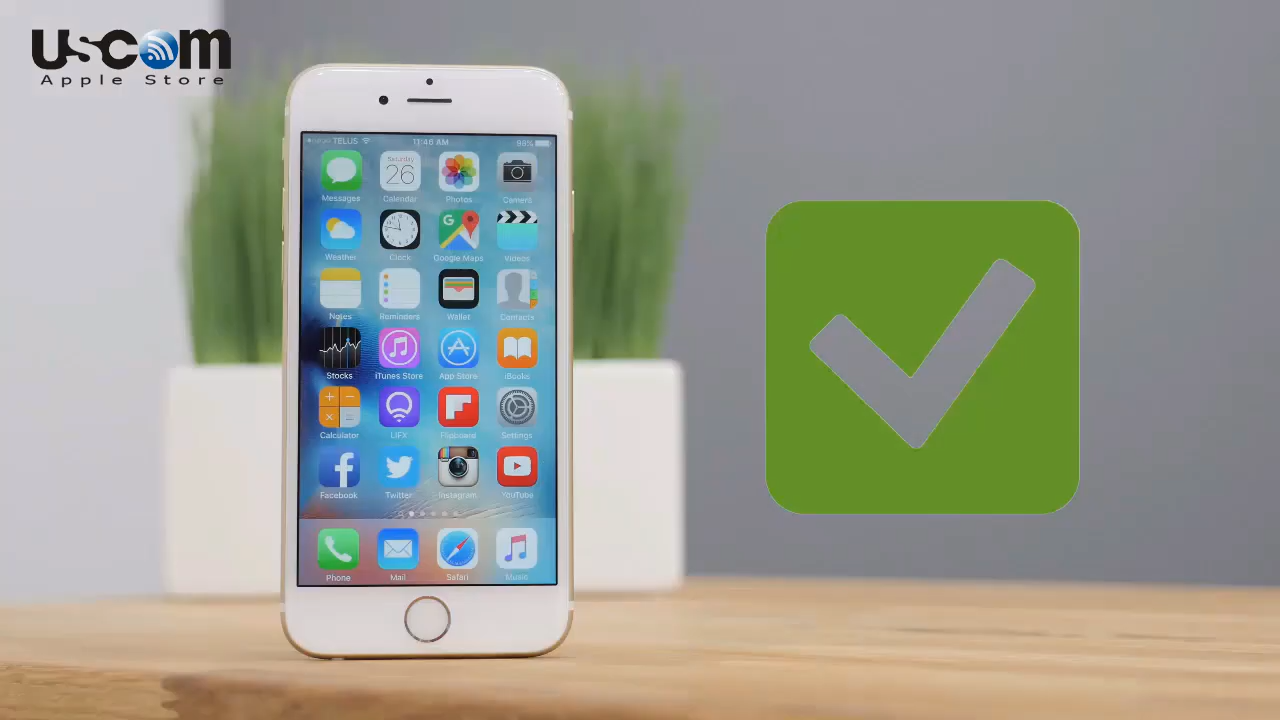 uscom
Apple Store
TELUS 11:46 AM 99%
Messages Saturday 26 Calendar Photos Camera
Weather Clock Google Maps Videos
Notes Reminders Wallet Contacts
Stocks iTunes Store App Store iBooks
Calculator LIFX Flipboard Settings
Facebook Twitter Instagram YouTube
Phone Mail Safari Music